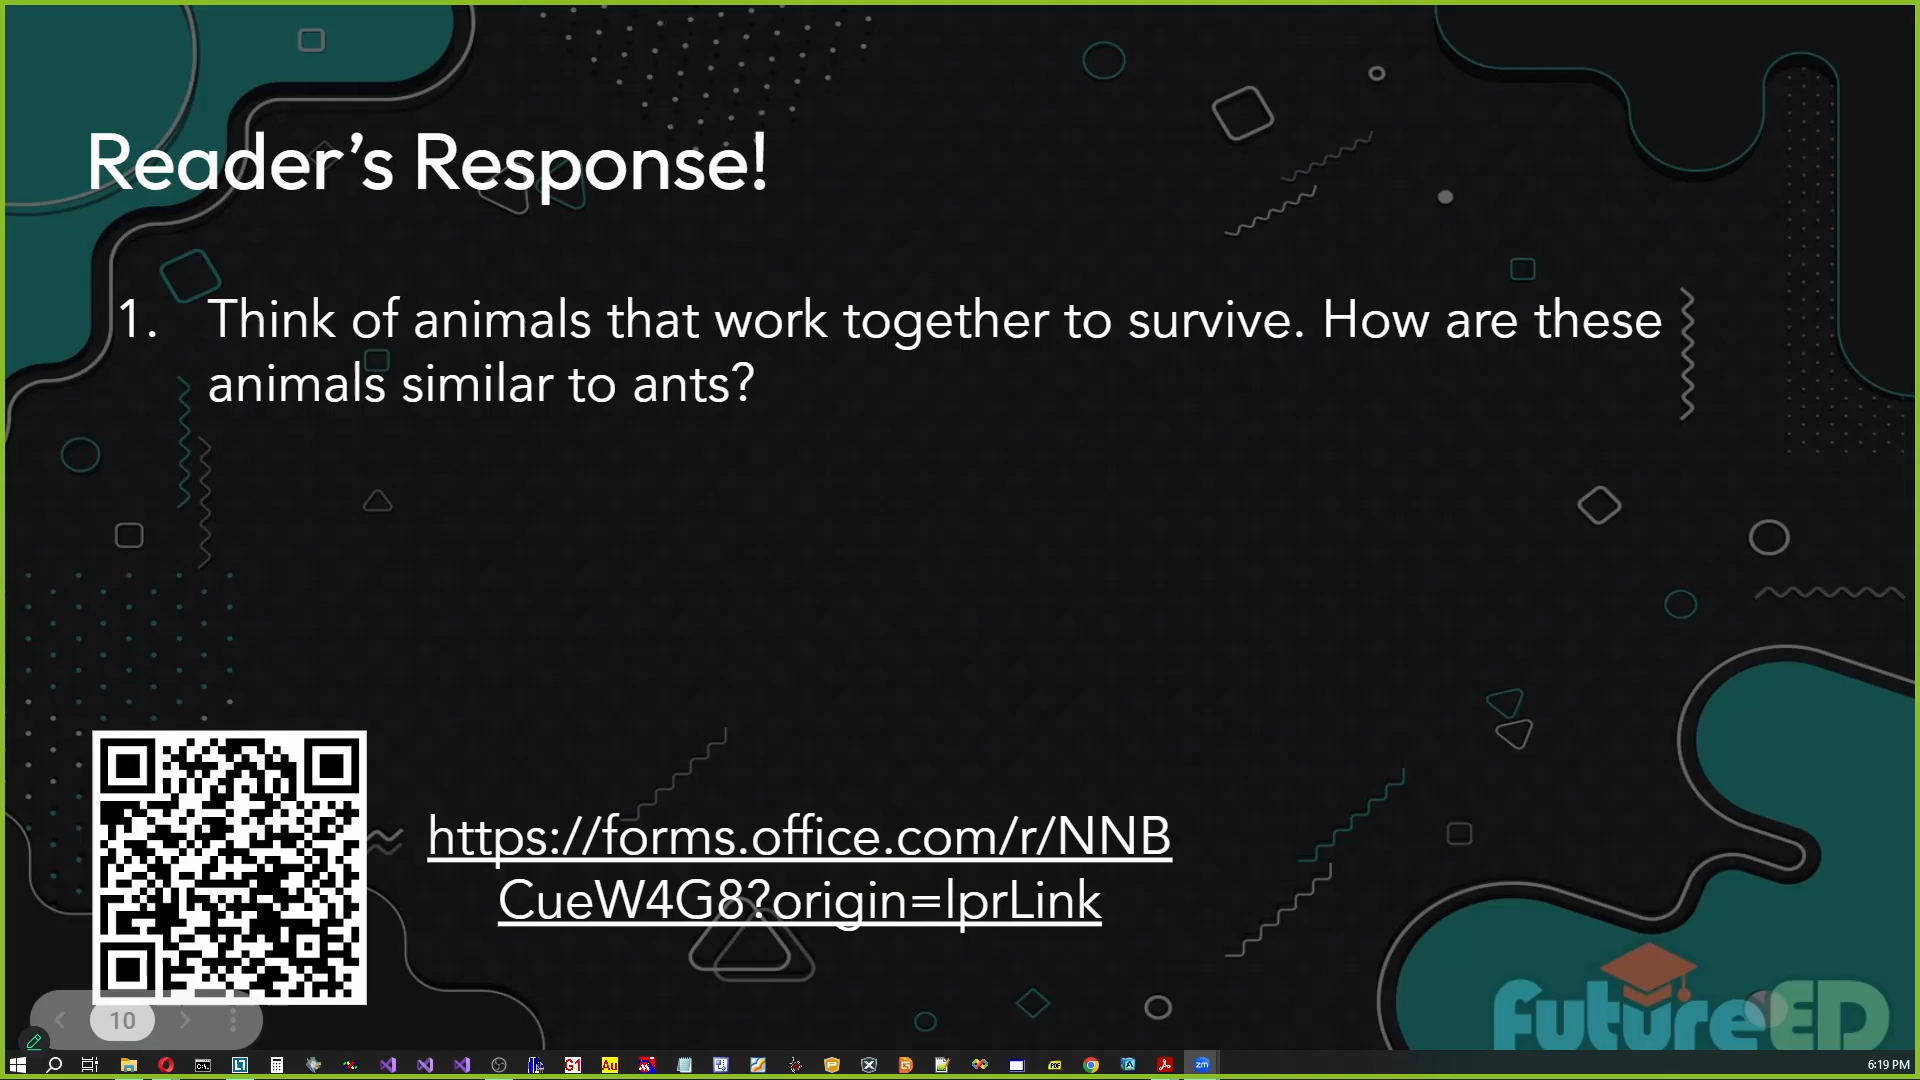 Reader’s Response!
1. Think of animals that work together to survive. How are these
animals similar to ants?
https://forms.office.com/r/NNB
CueW4G8?origin=lprLink
futureED
10
6:19 PM